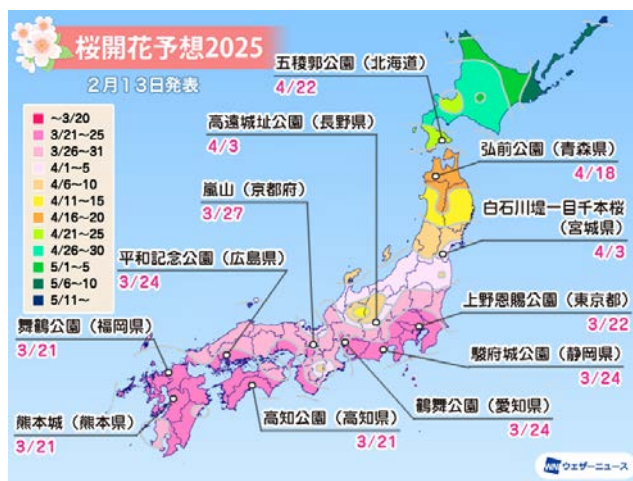 桜開花予想2025
2月13日発表
～3/20
3/21～25
3/26～31
4/1～5
4/6～10
4/11～15
4/16～20
4/21～25
4/26～30
5/1～5
5/6～10
5/11～
五稜郭公園（北海道）
4/22
高遠城址公園（長野県）
4/3
弘前公園（青森県）
4/18
嵐山（京都府）
3/27
白石川堤一目千本桜
（宮城県）
4/3
平和記念公園（広島県）
3/24
上野恩賜公園（東京都）
3/22
舞鶴公園（福岡県）
3/21
駿府城公園（静岡県）
3/24
鶴舞公園（愛知県）
3/24
熊本城（熊本県）
3/21
高知公園（高知県）
3/21
WN ウェザーニュース